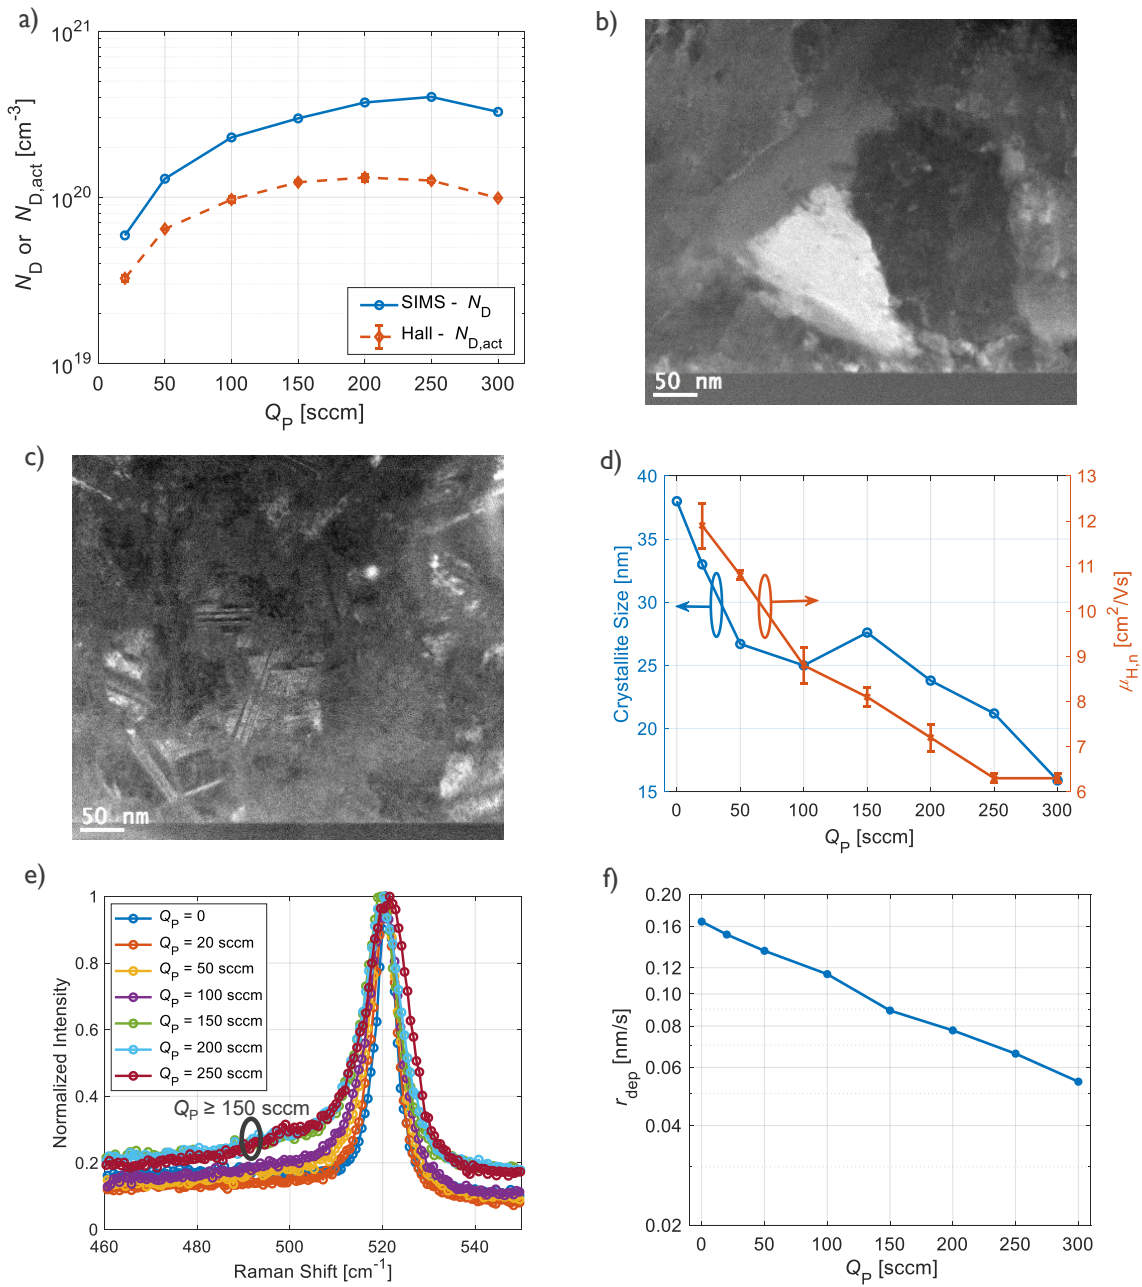 a)
10^21
10^20
10^19
N_D or N_D,act [cm^-3]
SIMS - N_D
Hall - N_D,act
0 50 100 150 200 250 300
Q_P [sccm]
b)
50 nm
c)
50 nm
d)
40
35
30
25
20
15
Crystallite Size [nm]
13
12
11
10
9
8
7
6
μ_H,n [cm^2/Vs]
0 50 100 150 200 250 300
Q_P [sccm]
e)
1
0.8
0.6
0.4
0.2
0
Normalized Intensity
Q_P = 0
Q_P = 20 sccm
Q_P = 50 sccm
Q_P = 100 sccm
Q_P = 150 sccm
Q_P = 200 sccm
Q_P = 250 sccm
Q_P ≥ 150 sccm
460 480 500 520 540
Raman Shift [cm^-1]
f)
0.20
0.16
0.12
0.10
0.08
0.06
0.04
0.02
r_dep [nm/s]
0 50 100 150 200 250 300
Q_P [sccm]